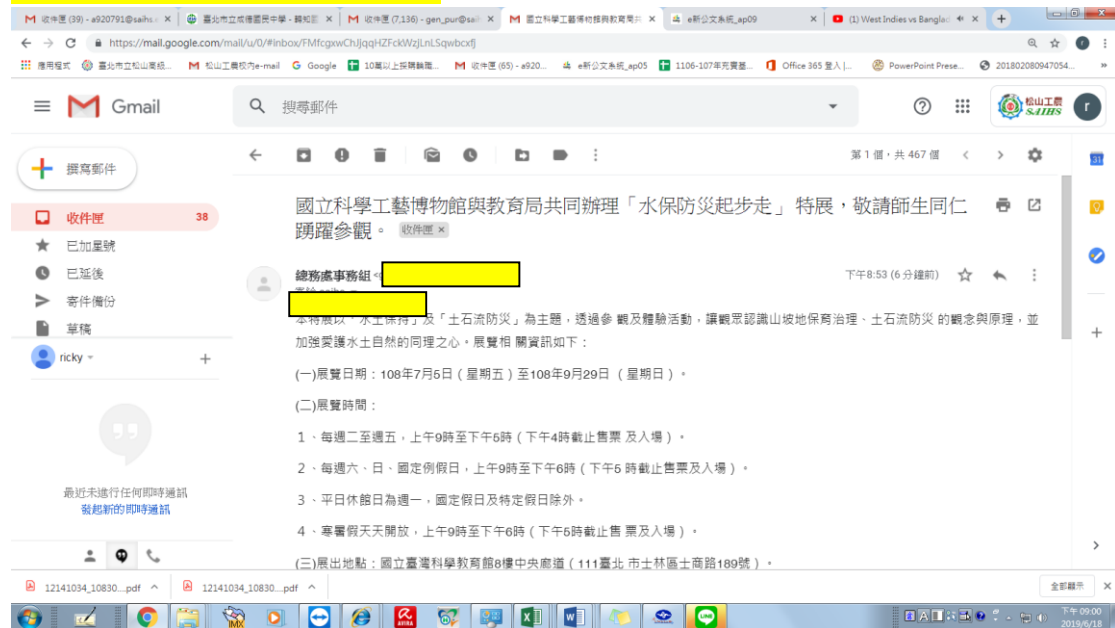 收件匣 (39) - a920791@saihs.
臺北市立成德國民中學 - 韓知臨
收件匣 (7,136) - gen_pur@sai
國立科學工藝博物館與教育局共
e新公文系統_ap09
(1) West Indies vs Banglad
https://mail.google.com/mail/u/0/#inbox/FMfcgxwChJjqqHZFckWzjLnLSqwbcxfj
應用程式
臺北市立松山高級...
松山工農校內e-mail
Google
10萬以上採購輪職...
收件匣 (65) - a920...
e新公文系統_ap05
1106-107年充實基...
Office 365 登入 |...
PowerPoint Prese...
201802080947054...
Gmail
搜尋郵件
松山工農
SAIHS
r
撰寫郵件
第 1 個，共 467 個
31
收件匣 38
已加星號
已延後
寄件備份
草稿
ricky
最近未進行任何即時通訊
發起新的即時通訊
國立科學工藝博物館與教育局共同辦理「水保防災起步走」 特展，敬請師生同仁
踴躍參觀。 收件匣 ×
總務處事務組
下午8:53 (6 分鐘前)
本特展以「水土保持」及「土石流防災」為主題，透過參 觀及體驗活動，讓觀眾認識山坡地保育治理、土石流防災 的觀念與原理，並
加強愛護水土自然的同理之心。展覽相 關資訊如下：
(一)展覽日期：108年7月5日（星期五）至108年9月29日 （星期日）。
(二)展覽時間：
１、每週二至週五，上午9時至下午5時（下午4時截止售票 及入場）。
２、每週六、日、國定例假日，上午9時至下午6時（下午5 時截止售票及入場）。
３、平日休館日為週一，國定假日及特定假日除外。
４、寒暑假天天開放，上午9時至下午6時（下午5時截止售 票及入場）。
(三)展出地點：國立臺灣科學教育館8樓中央廊道（111臺北 市士林區士商路189號）。
12141034_10830....pdf
12141034_10830....pdf
全部顯示
下午 09:00
2019/6/18